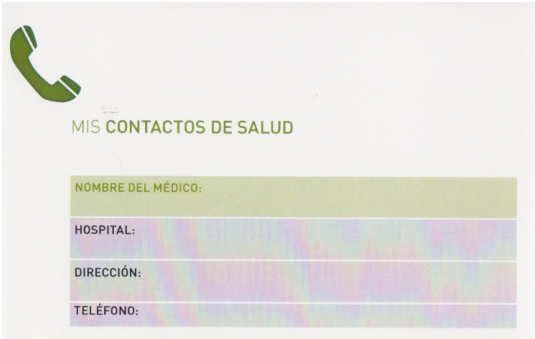 MIS CONTACTOS DE SALUD
NOMBRE DEL MÉDICO:
HOSPITAL:
DIRECCIÓN:
TELÉFONO: